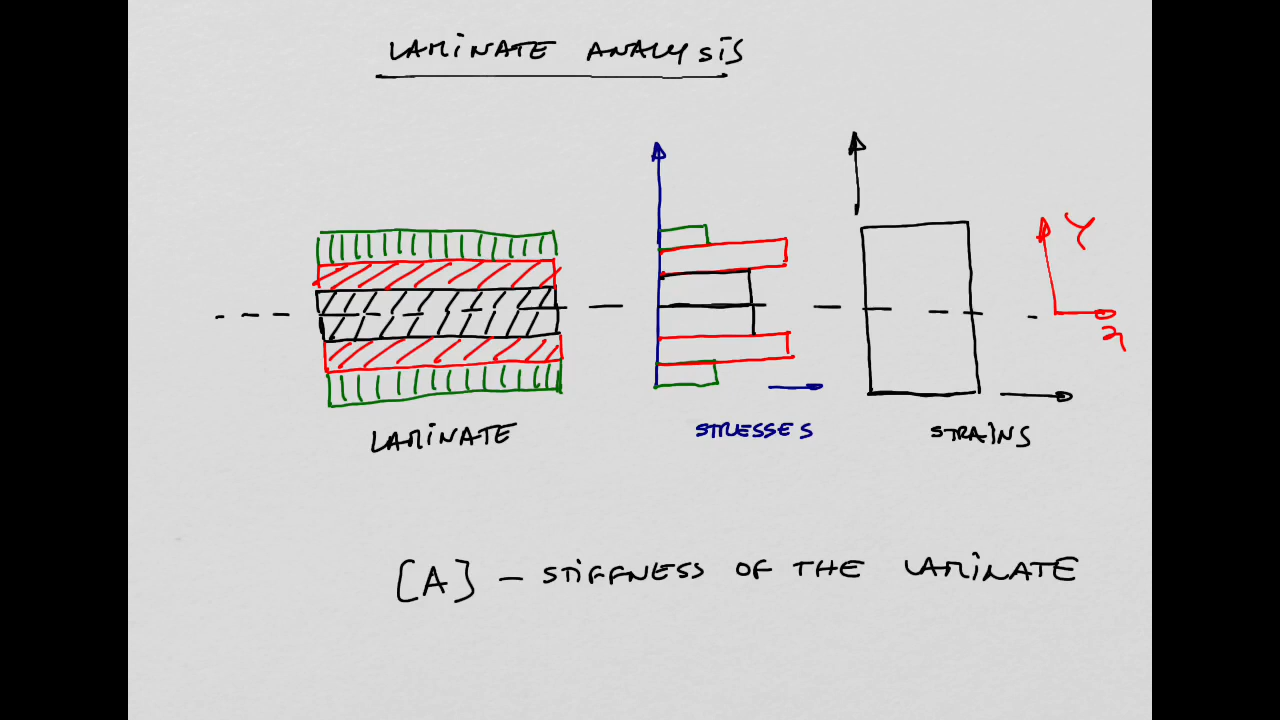 LAMINATE ANALYSIS
Y
LAMINATE
STRESSES
STRAINS
[A] - STIFFNESS OF THE LAMINATE